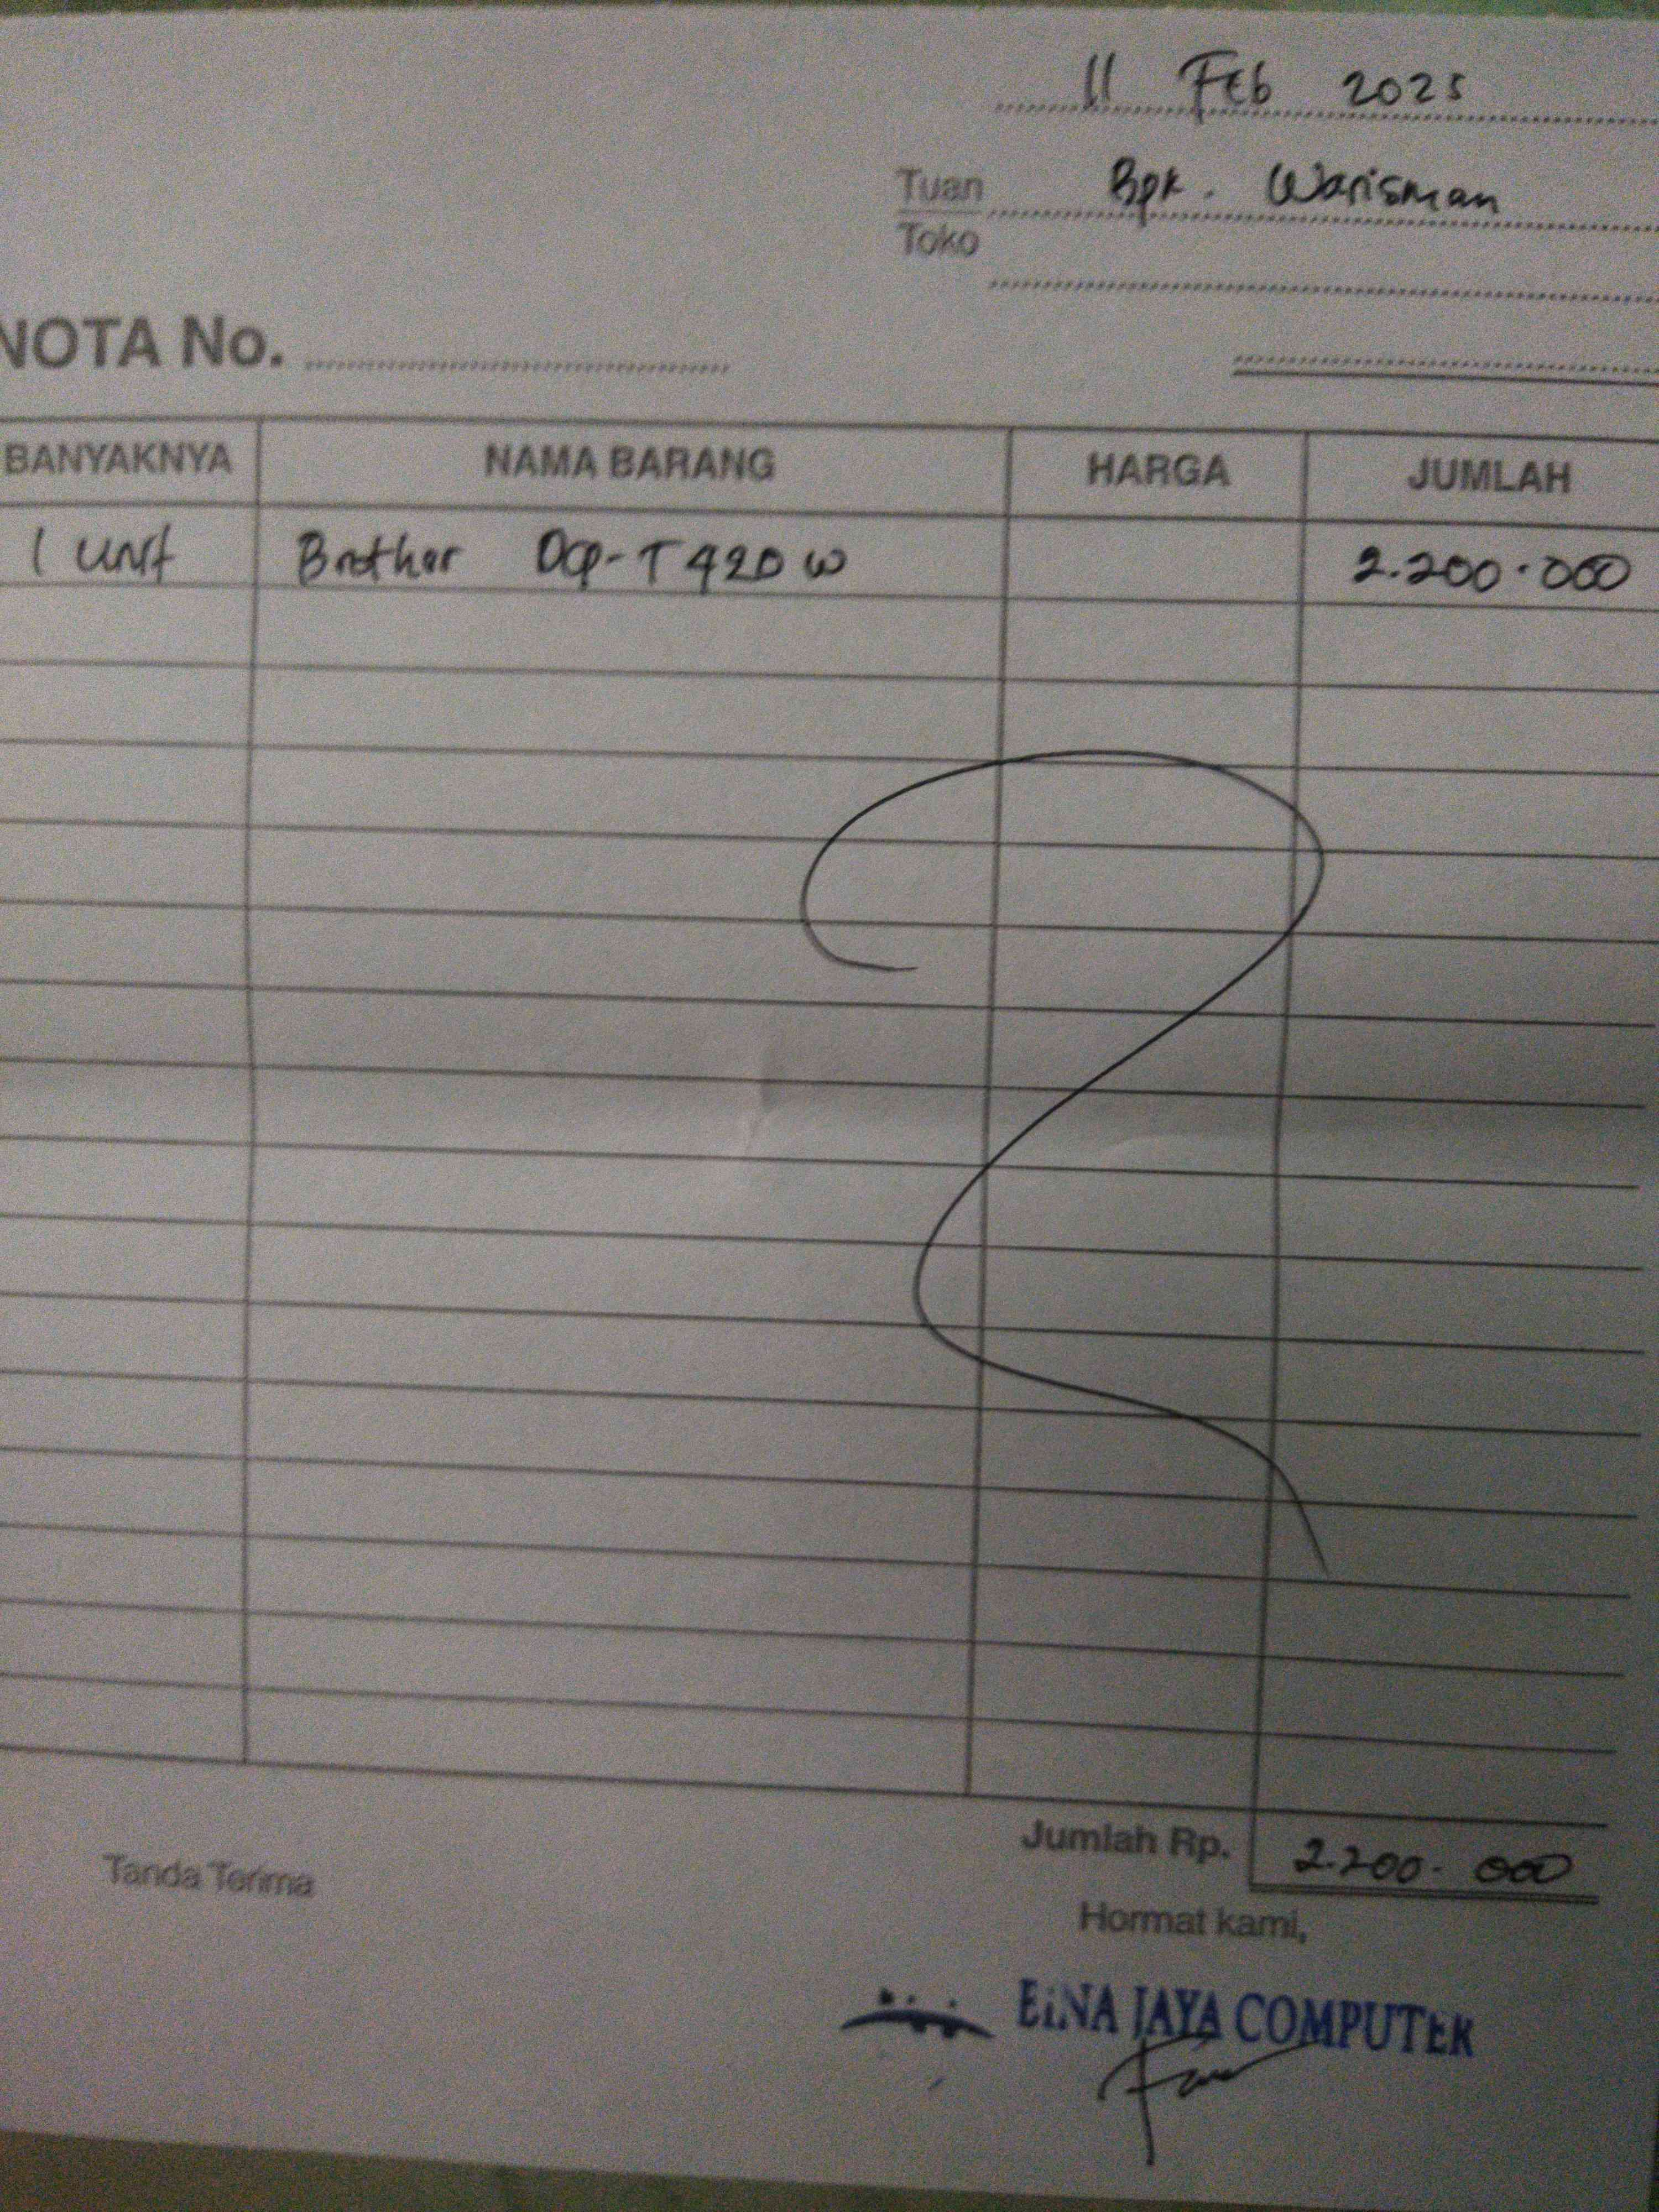 11 Feb 2025
Tuan Bpk. Warisman
Toko
NOTA No.
BANYAKNYA NAMA BARANG HARGA JUMLAH
1 unit Brother Dcp-T420w 2.200.000
Jumlah Rp. 2.200.000
Tanda Terima
Hormat kami,
JAYA COMPUTER